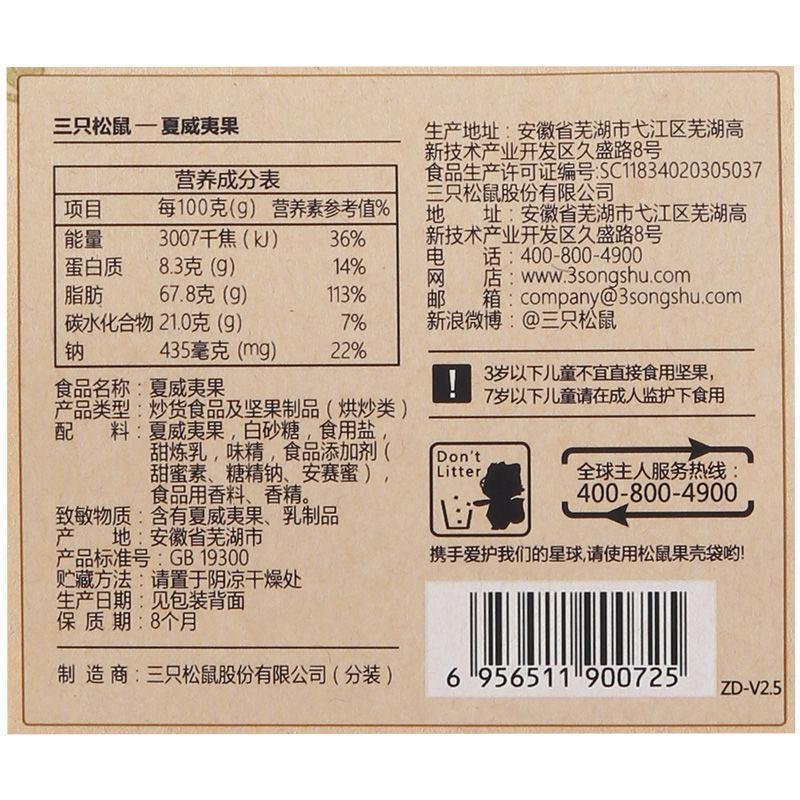 三只松鼠 — 夏威夷果
营养成分表
项目 每100克(g) 营养素参考值%
能量 3007千焦(kJ) 36%
蛋白质 8.3克 (g) 14%
脂肪 67.8克 (g) 113%
碳水化合物 21.0克 (g) 7%
钠 435毫克 (mg) 22%
食品名称：夏威夷果
产品类型：炒货食品及坚果制品（烘炒类）
配 料：夏威夷果，白砂糖，食用盐，
甜炼乳，味精，食品添加剂（
甜蜜素、糖精钠、安赛蜜），
食品用香料、香精。
致敏物质：含有夏威夷果、乳制品
产 地：安徽省芜湖市
产品标准号：GB 19300
贮藏方法：请置于阴凉干燥处
生产日期：见包装背面
保 质 期：8个月
制 造 商：三只松鼠股份有限公司（分装）
生产地址：安徽省芜湖市弋江区芜湖高
新技术产业开发区久盛路8号
食品生产许可证编号:SC11834020305037
三只松鼠股份有限公司
地 址：安徽省芜湖市弋江区芜湖高
新技术产业开发区久盛路8号
电 话：400-800-4900
网 店：www.3songshu.com
邮 箱：company@3songshu.com
新浪微博：@三只松鼠
! 3岁以下儿童不宜直接食用坚果，
7岁以下儿童请在成人监护下食用
Don't
Litter
全球主人服务热线：
400-800-4900
携手爱护我们的星球,请使用松鼠果壳袋哟!
6 956511 900725
ZD-V2.5